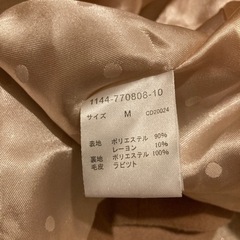 1144-770808-10
サイズ M CD20024
表地 ポリエステル 90%
レーヨン 10%
裏地 ポリエステル 100%
毛皮 ラビット